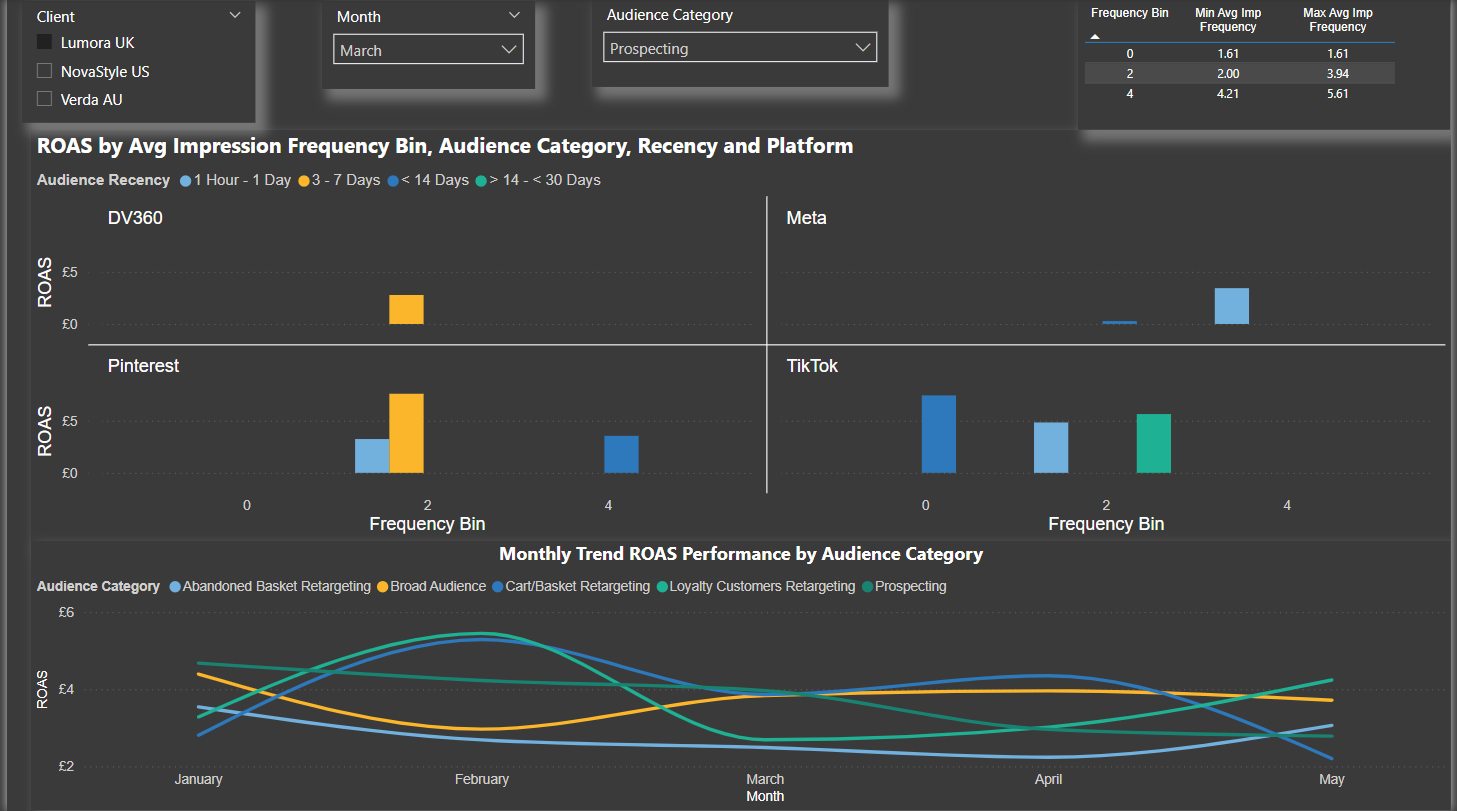 Client
Lumora UK
NovaStyle US
Verda AU
Month
March
Audience Category
Prospecting
Frequency Bin Min Avg Imp Frequency Max Avg Imp Frequency
0 1.61 1.61
2 2.00 3.94
4 4.21 5.61
ROAS by Avg Impression Frequency Bin, Audience Category, Recency and Platform
Audience Recency 1 Hour - 1 Day 3 - 7 Days < 14 Days > 14 - < 30 Days
DV360 Meta
ROAS
£5
£0
Pinterest TikTok
ROAS
£5
£0
0 2 4 0 2 4
Frequency Bin Frequency Bin
Monthly Trend ROAS Performance by Audience Category
Audience Category Abandoned Basket Retargeting Broad Audience Cart/Basket Retargeting Loyalty Customers Retargeting Prospecting
£6
£4
ROAS
£2
January February March April May
Month